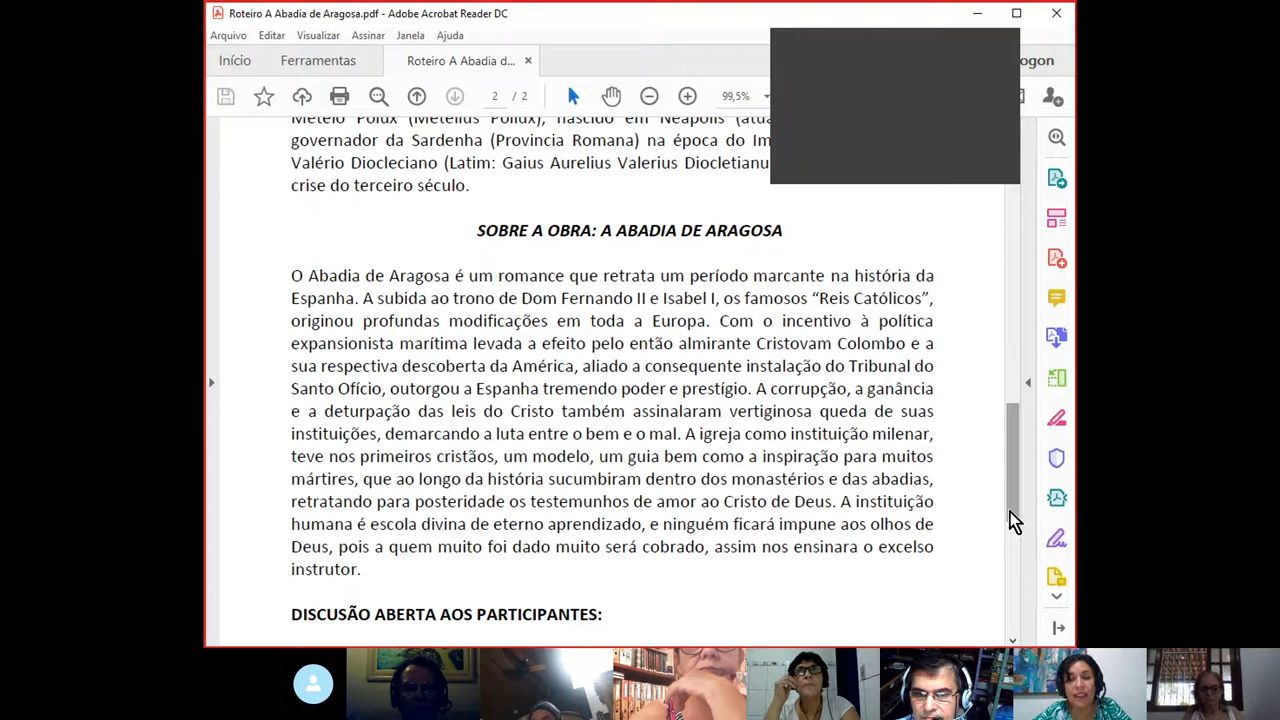 Roteiro A Abadia de Aragosa.pdf - Adobe Acrobat Reader DC
Arquivo Editar Visualizar Assinar Janela Ajuda
Início Ferramentas Roteiro A Abadia d... × ogon
2 / 2 99,5%
Metelo Polux (Metellus Pollux), nascido em Neápolis (atua
governador da Sardenha (Provincia Romana) na época do Im
Valério Diocleciano (Latim: Gaius Aurelius Valerius Diocletianu
crise do terceiro século.
SOBRE A OBRA: A ABADIA DE ARAGOSA
O Abadia de Aragosa é um romance que retrata um período marcante na história da
Espanha. A subida ao trono de Dom Fernando II e Isabel I, os famosos “Reis Católicos”,
originou profundas modificações em toda a Europa. Com o incentivo à política
expansionista marítima levada a efeito pelo então almirante Cristovam Colombo e a
sua respectiva descoberta da América, aliado a consequente instalação do Tribunal do
Santo Ofício, outorgou a Espanha tremendo poder e prestígio. A corrupção, a ganância
e a deturpação das leis do Cristo também assinalaram vertiginosa queda de suas
instituições, demarcando a luta entre o bem e o mal. A igreja como instituição milenar,
teve nos primeiros cristãos, um modelo, um guia bem como a inspiração para muitos
mártires, que ao longo da história sucumbiram dentro dos monastérios e das abadias,
retratando para posteridade os testemunhos de amor ao Cristo de Deus. A instituição
humana é escola divina de eterno aprendizado, e ninguém ficará impune aos olhos de
Deus, pois a quem muito foi dado muito será cobrado, assim nos ensinara o excelso
instrutor.
DISCUSÃO ABERTA AOS PARTICIPANTES: